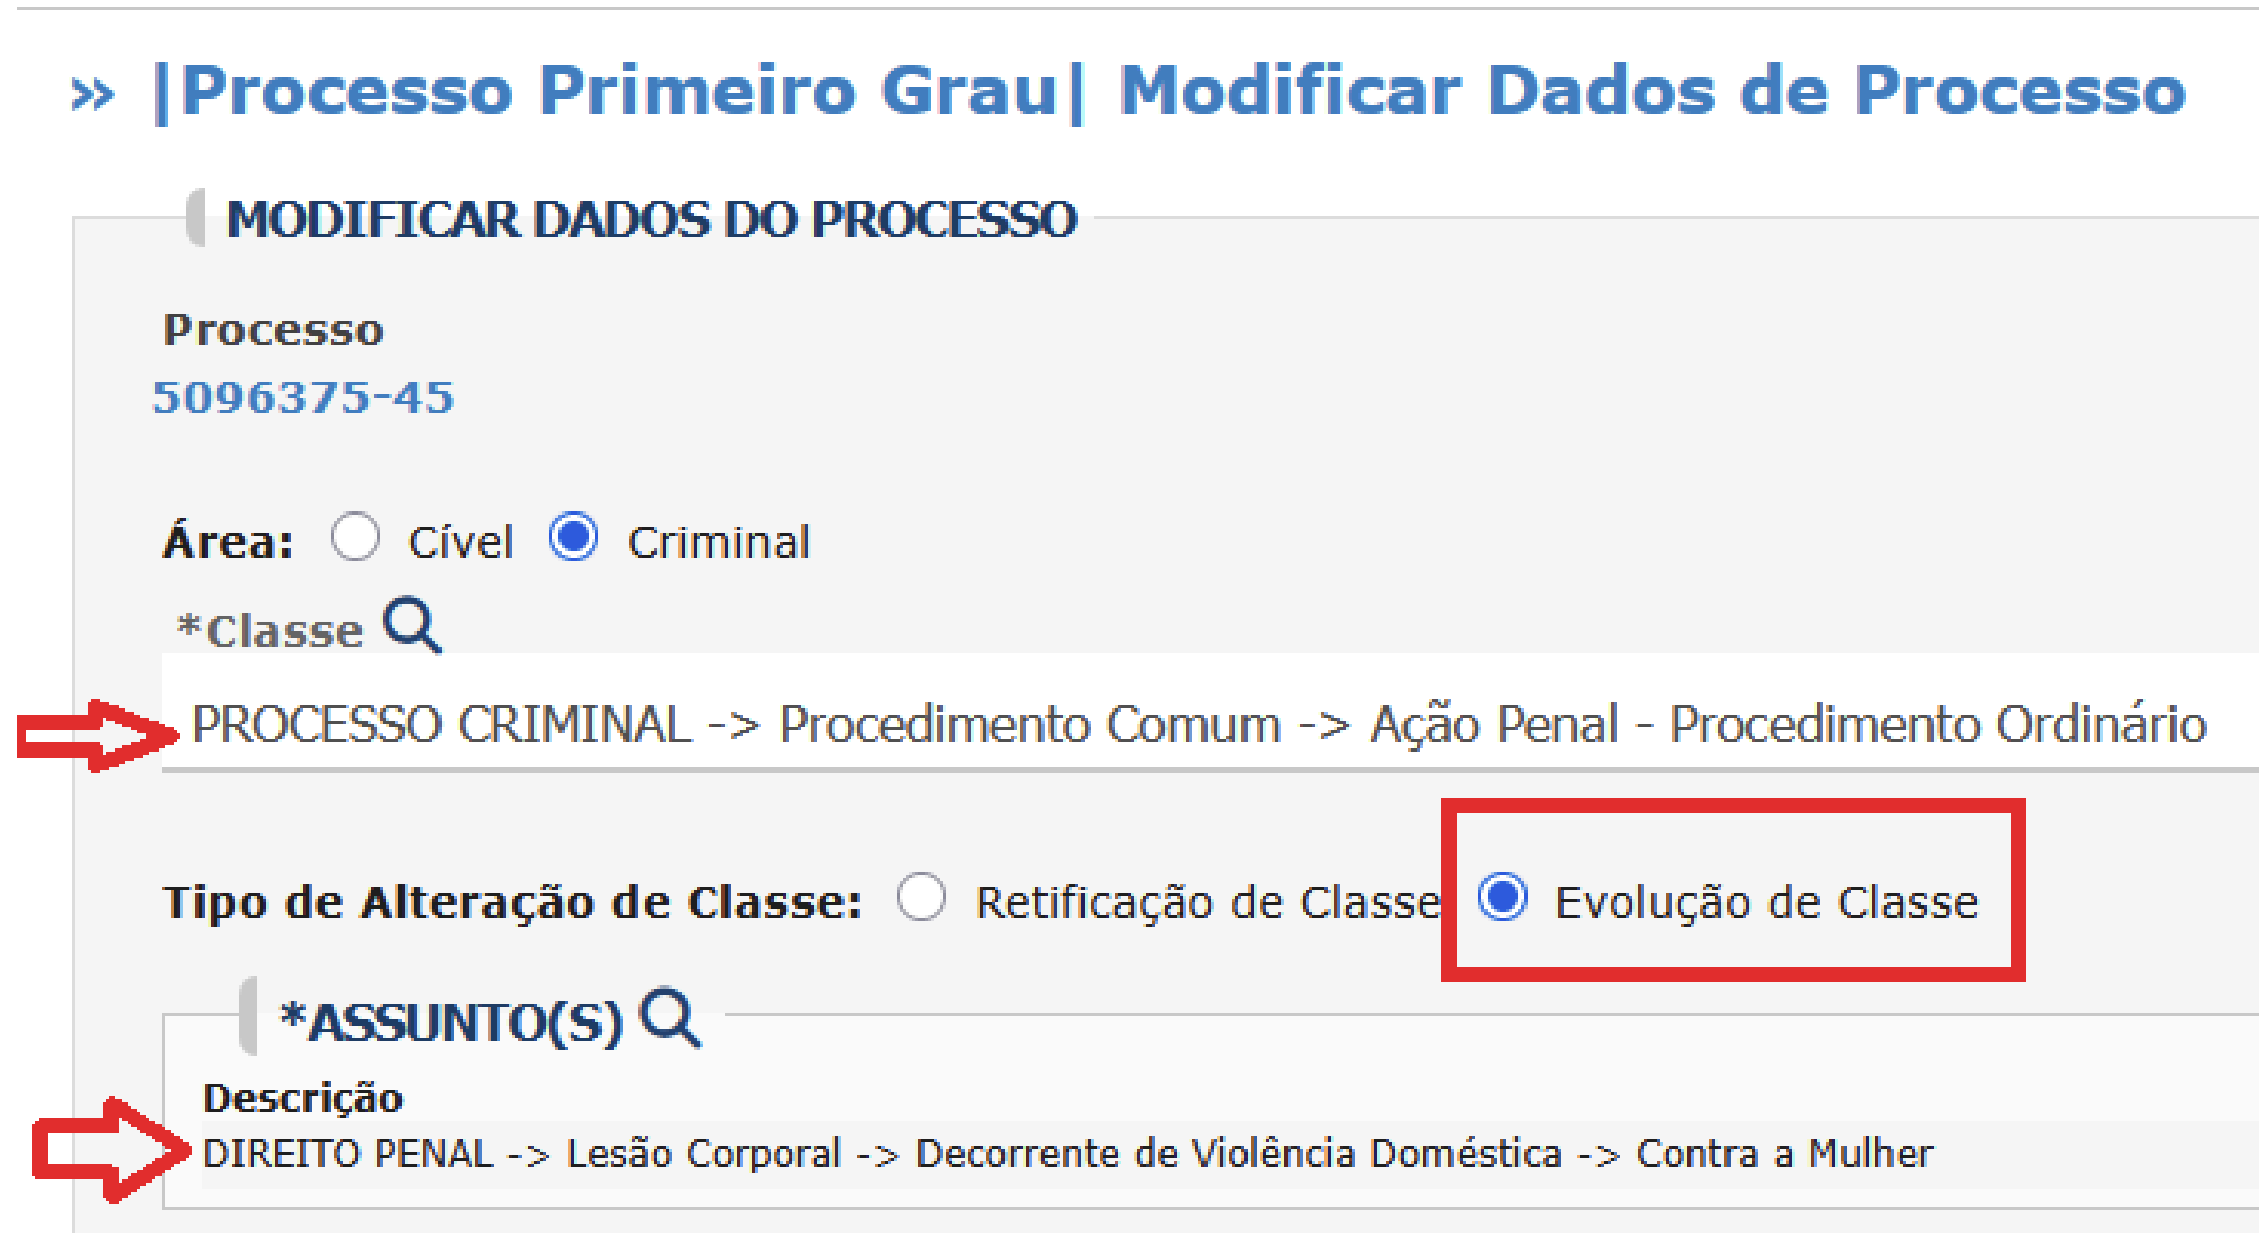 » |Processo Primeiro Grau| Modificar Dados de Processo
MODIFICAR DADOS DO PROCESSO
Processo
5096375-45
Área: Cível Criminal
*Classe
PROCESSO CRIMINAL -> Procedimento Comum -> Ação Penal - Procedimento Ordinário
Tipo de Alteração de Classe: Retificação de Classe Evolução de Classe
*ASSUNTO(S)
Descrição
DIREITO PENAL -> Lesão Corporal -> Decorrente de Violência Doméstica -> Contra a Mulher